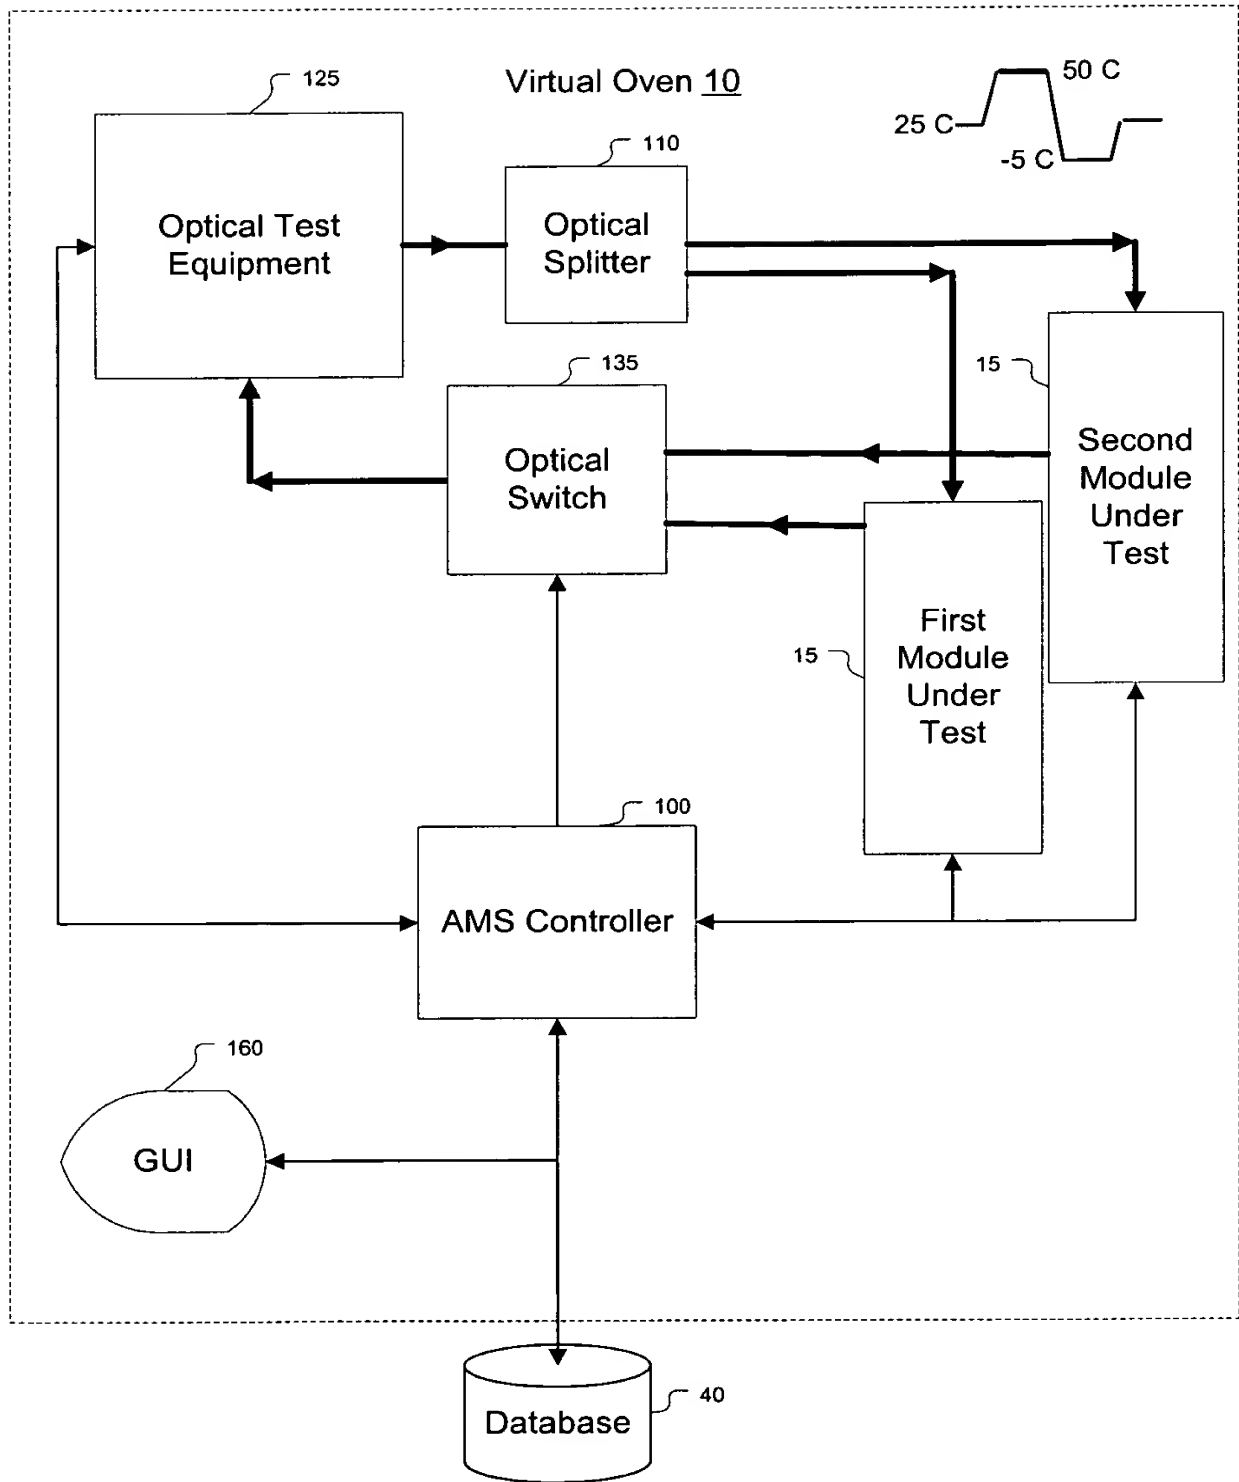 125
Virtual Oven 10
50 C
25 C
-5 C
110
Optical Test
Equipment
Optical
Splitter
135
15
Optical
Switch
Second
Module
Under
Test
15
First
Module
Under
Test
100
AMS Controller
160
GUI
Database
40